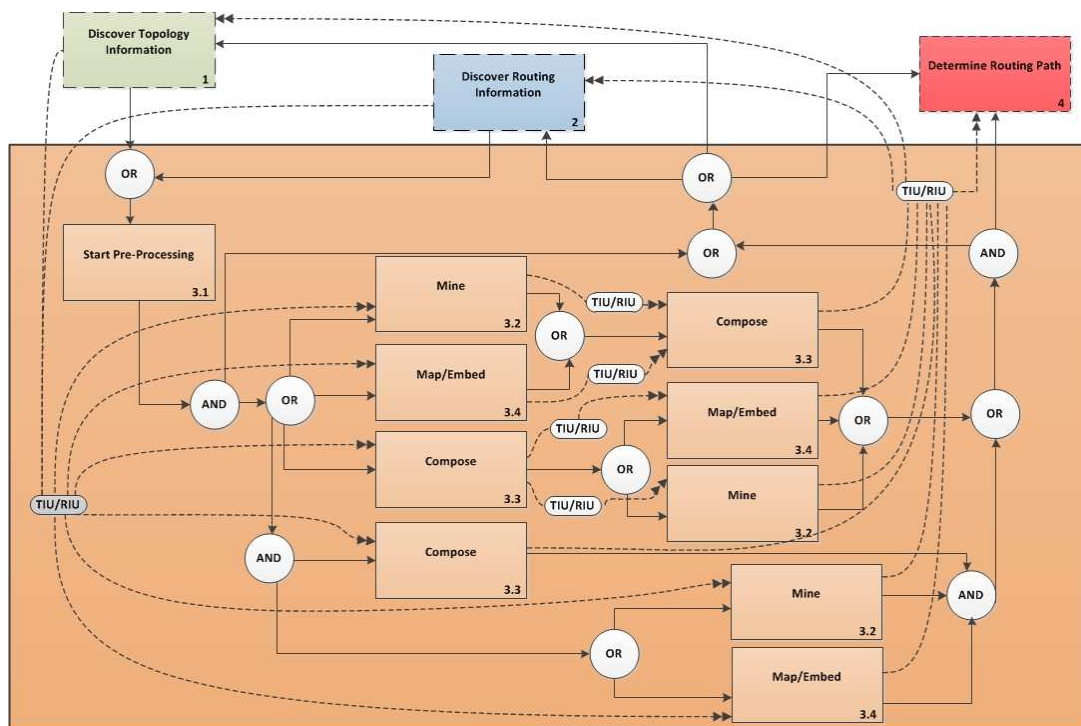 Discover Topology
Information
1
Discover Routing
Information
2
Determine Routing Path
4
OR
OR
TIU/RIU
Start Pre-Processing
3.1
OR
AND
Mine
3.2
TIU/RIU
Compose
3.3
OR
Map/Embed
3.4
TIU/RIU
AND
OR
Map/Embed
3.4
TIU/RIU
OR
OR
Compose
3.3
OR
Mine
3.2
TIU/RIU
TIU/RIU
Compose
3.3
AND
Mine
3.2
AND
OR
Map/Embed
3.4